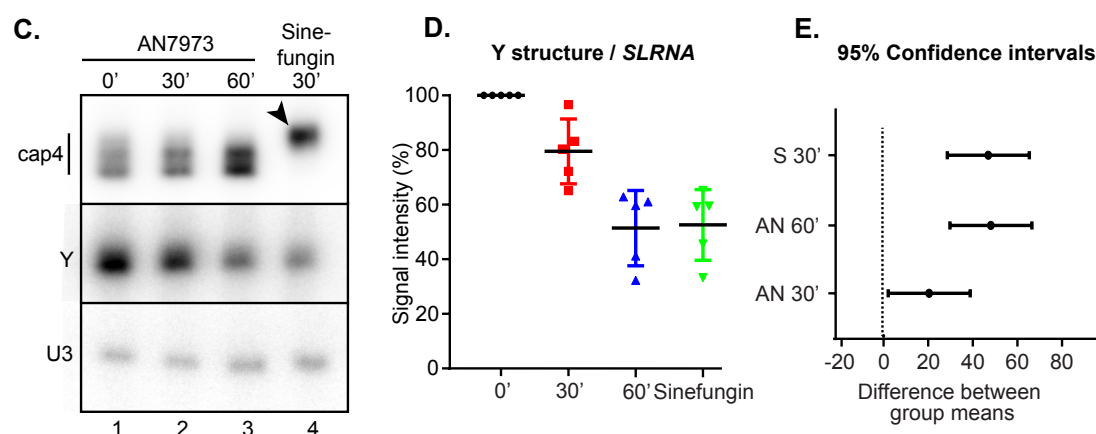 C.
AN7973
Sine-
fungin
0’ 30’ 60’ 30’
cap4
Y
U3
1 2 3 4
D.
Y structure / SLRNA
Signal intensity (%)
100
80
60
40
20
0
0’ 30’ 60’ Sinefungin
E.
95% Confidence intervals
S 30’
AN 60’
AN 30’
-20 0 20 40 60 80
Difference between
group means